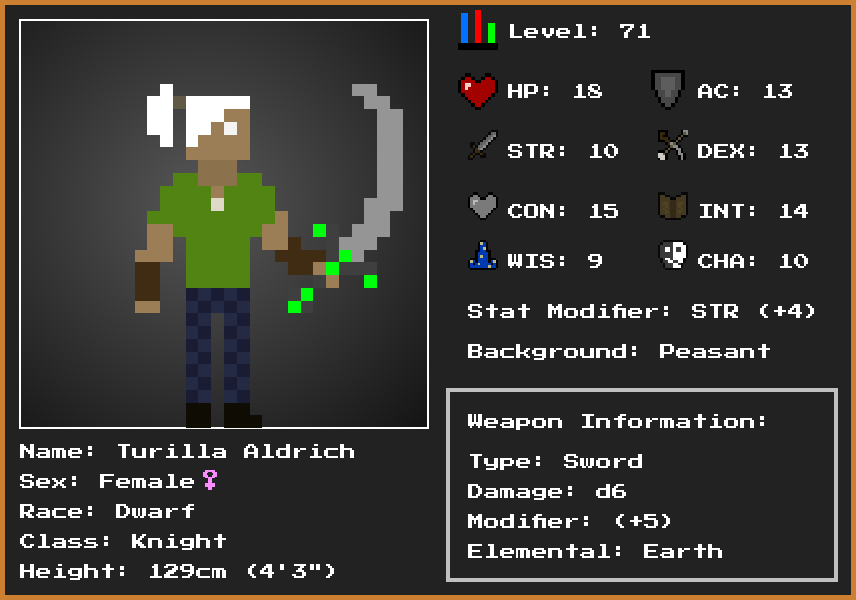 Level: 71
HP: 18
AC: 13
STR: 10
DEX: 13
CON: 15
INT: 14
WIS: 9
CHA: 10
Stat Modifier: STR (+4)
Background: Peasant
Weapon Information:
Type: Sword
Damage: d6
Modifier: (+5)
Elemental: Earth
Name: Turilla Aldrich
Sex: Female♀
Race: Dwarf
Class: Knight
Height: 129cm (4'3")